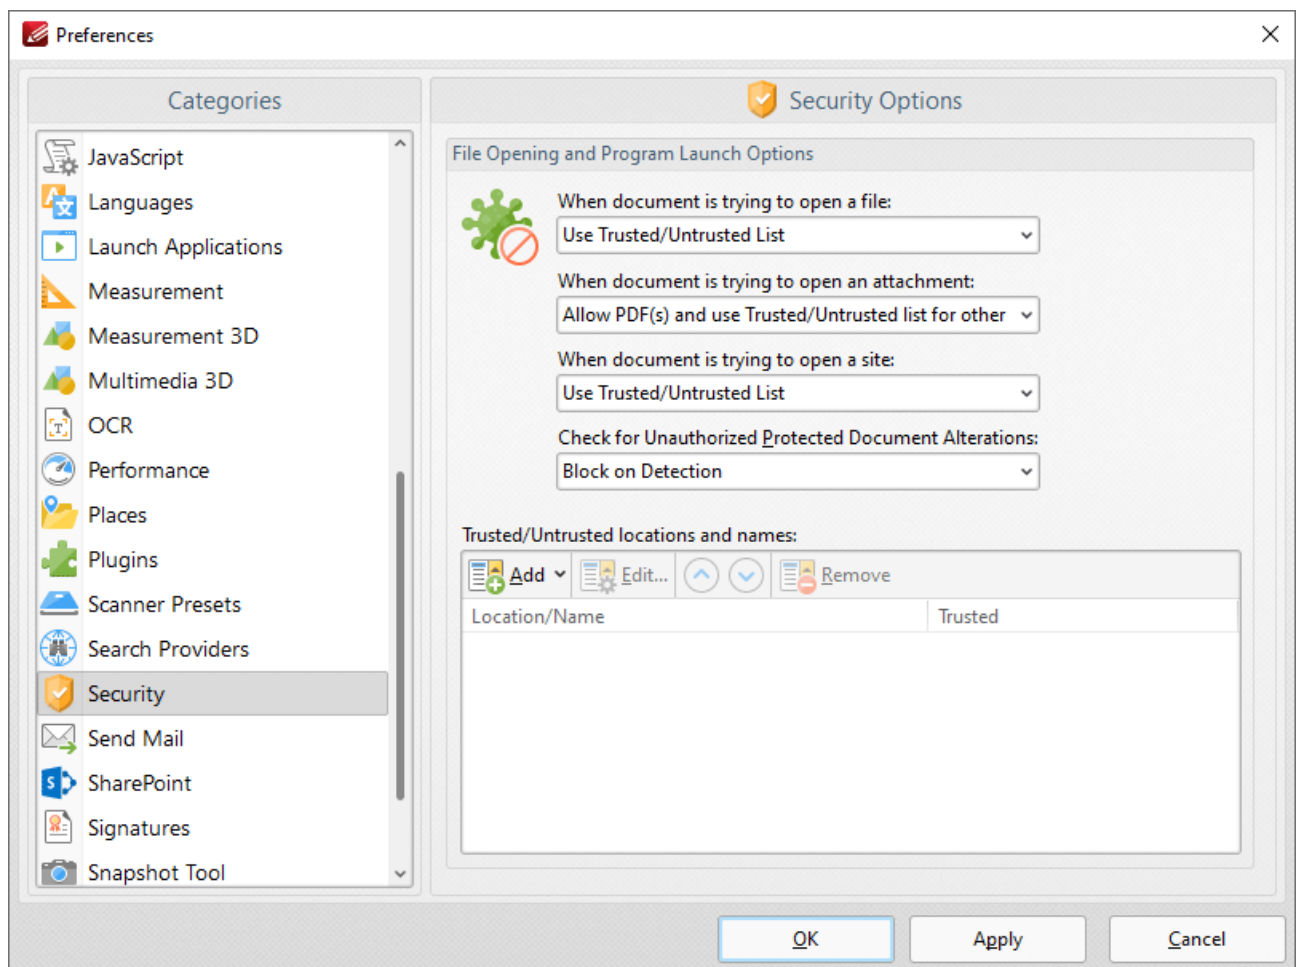 Preferences
Categories
JavaScript
Languages
Launch Applications
Measurement
Measurement 3D
Multimedia 3D
OCR
Performance
Places
Plugins
Scanner Presets
Search Providers
Security
Send Mail
SharePoint
Signatures
Snapshot Tool
Security Options
File Opening and Program Launch Options
When document is trying to open a file:
Use Trusted/Untrusted List
When document is trying to open an attachment:
Allow PDF(s) and use Trusted/Untrusted list for other
When document is trying to open a site:
Use Trusted/Untrusted List
Check for Unauthorized Protected Document Alterations:
Block on Detection
Trusted/Untrusted locations and names:
Add Edit... Remove
Location/Name Trusted
OK Apply Cancel